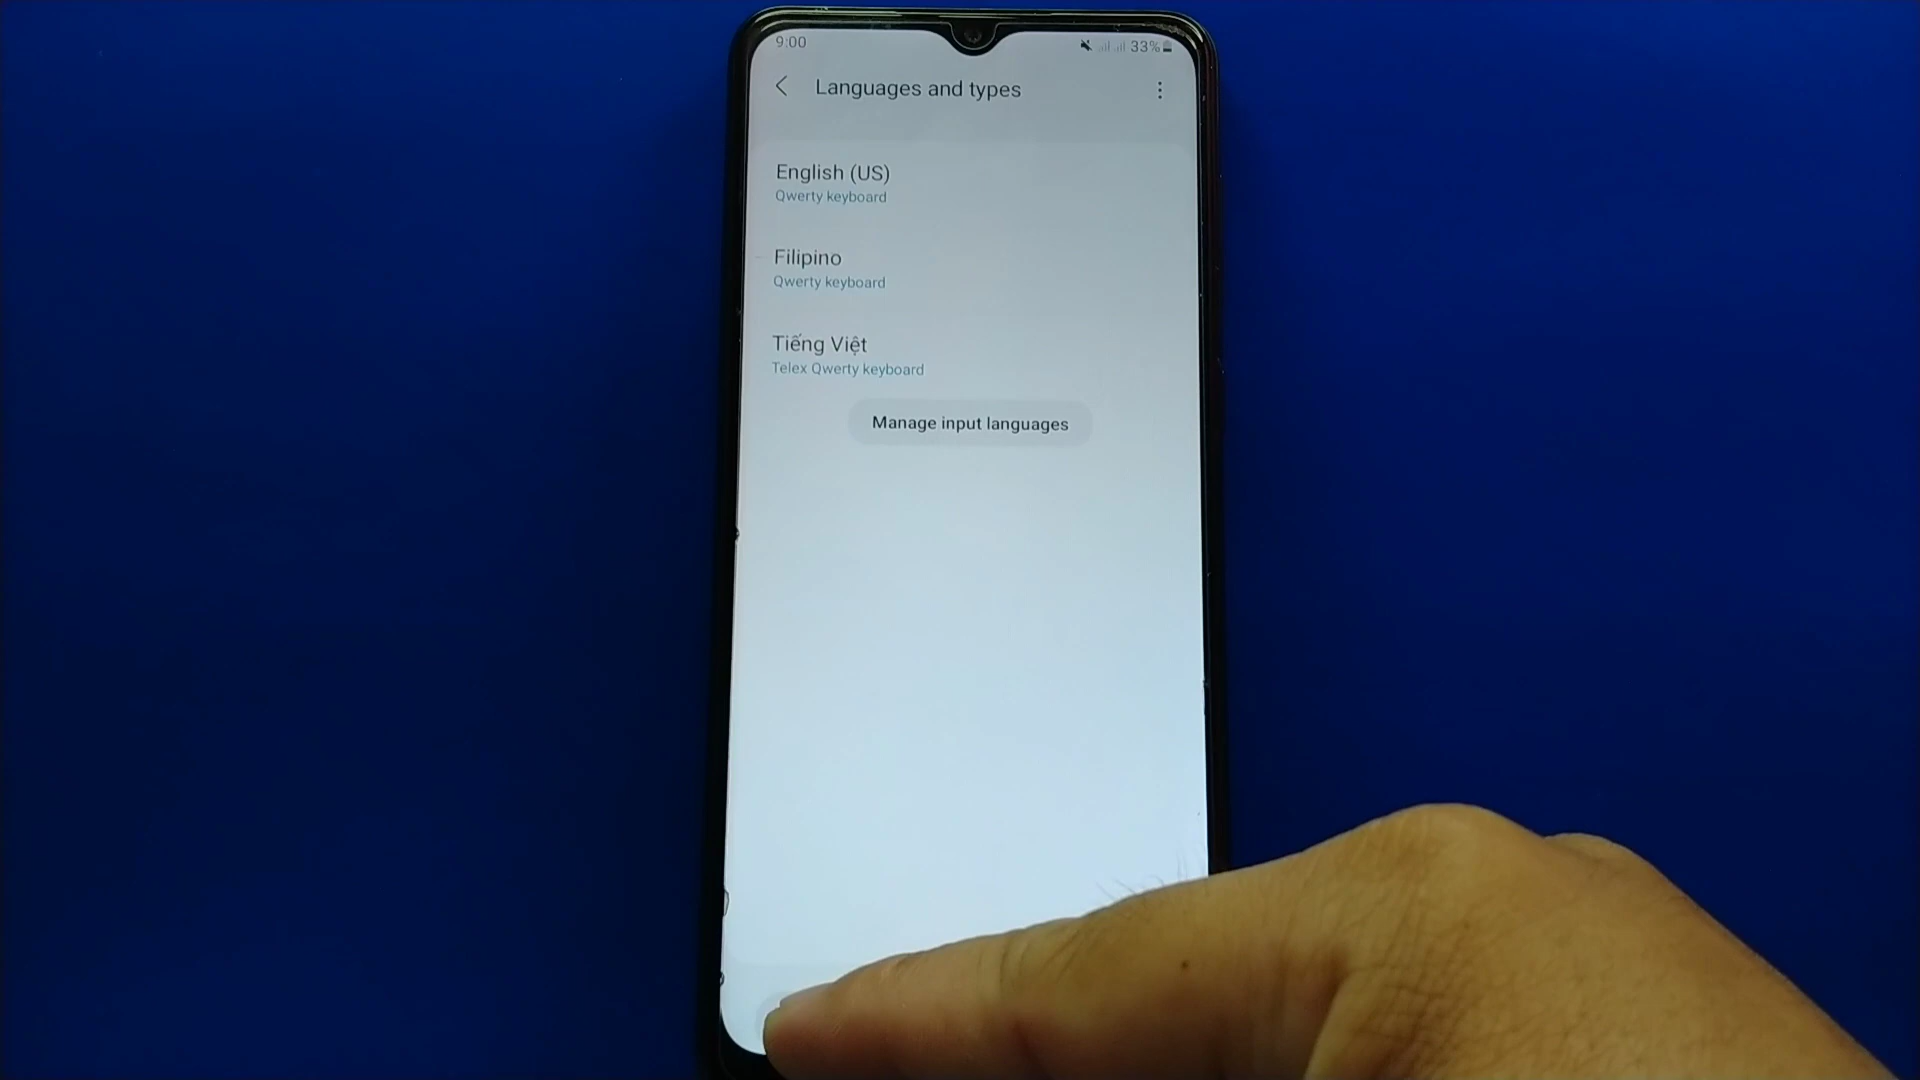 9:00
33%
Languages and types
English (US)
Qwerty keyboard
Filipino
Qwerty keyboard
Tiếng Việt
Telex Qwerty keyboard
Manage input languages